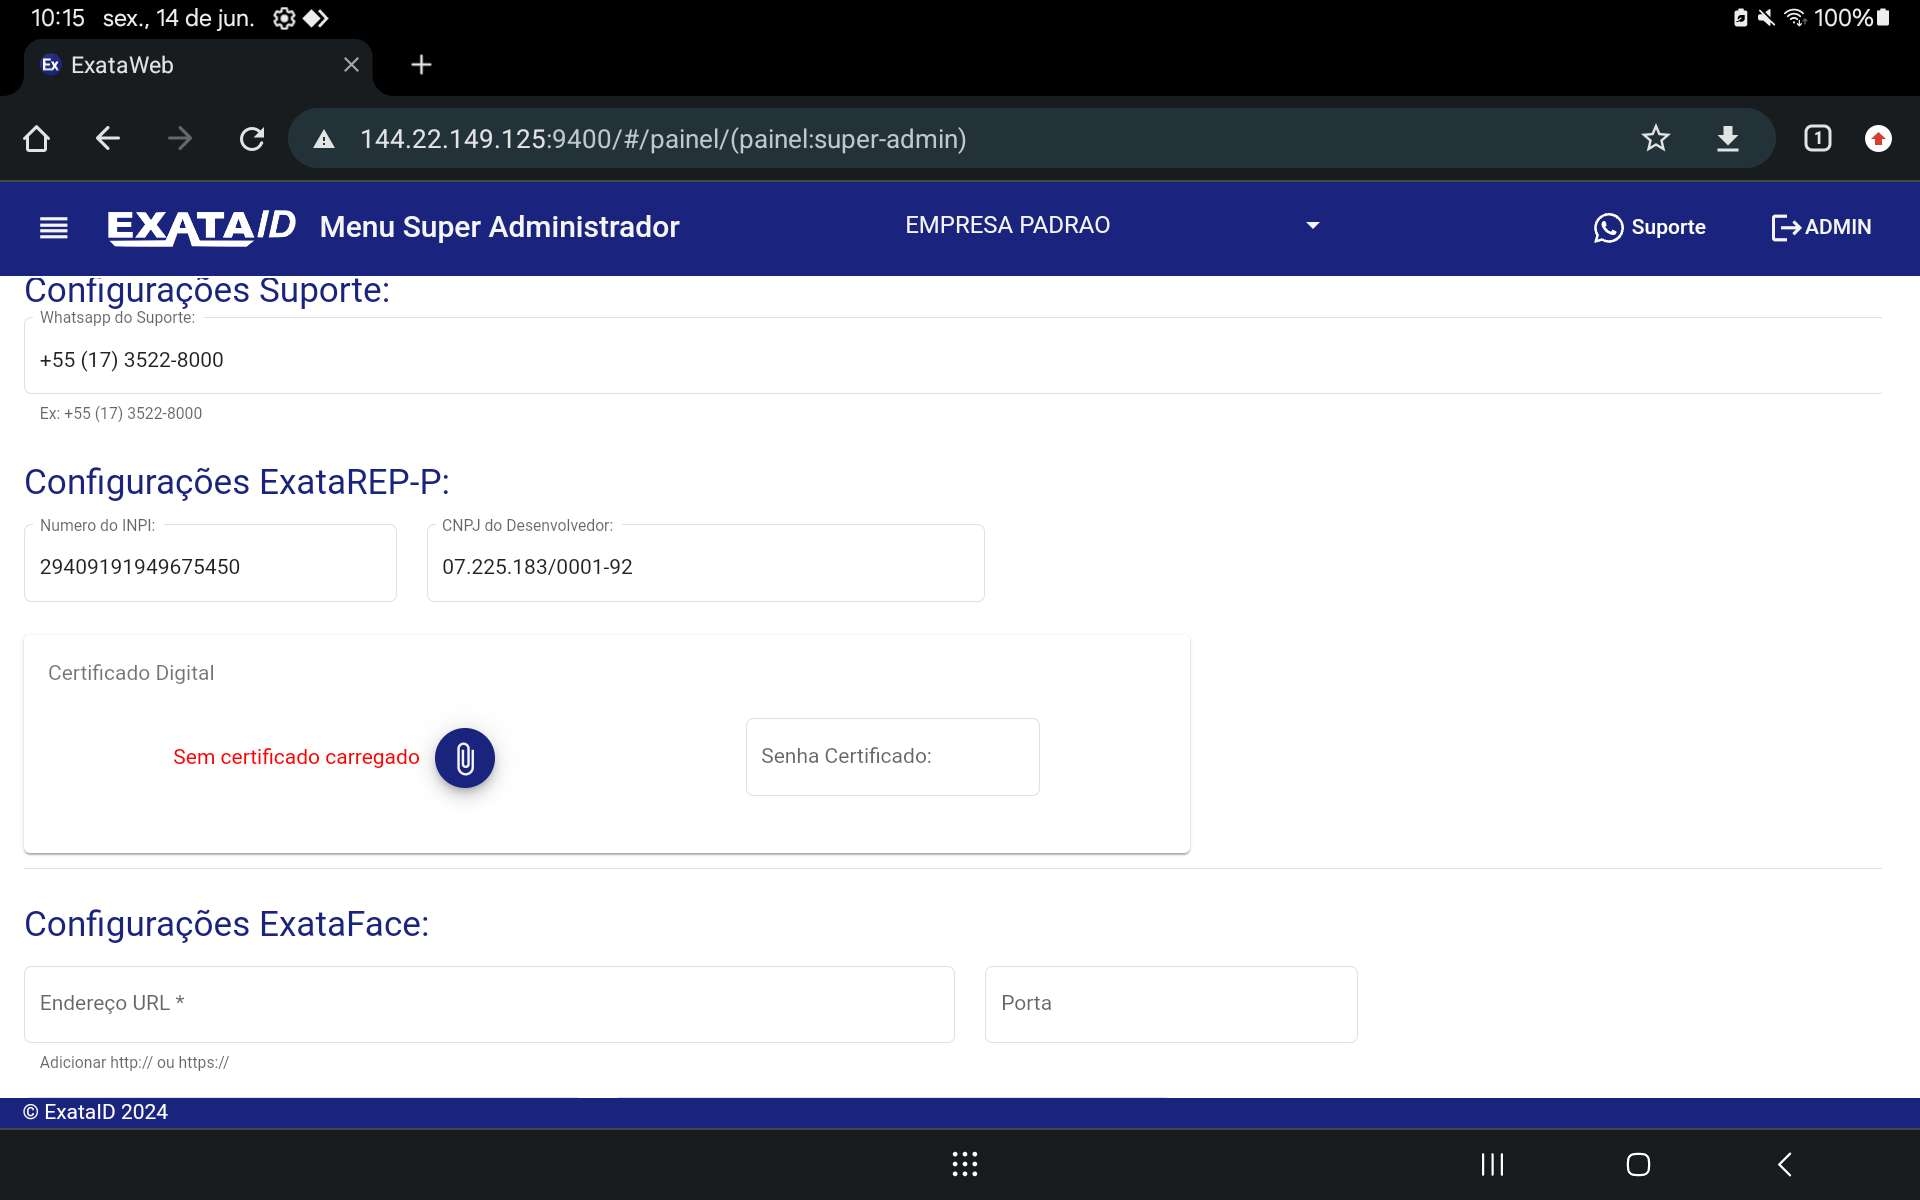 10:15 sex., 14 de jun. 100%
Ex ExataWeb
144.22.149.125:9400/#/painel/(painel:super-admin) 1
EXATAID Menu Super Administrador EMPRESA PADRAO Suporte ADMIN
Configurações Suporte:
Whatsapp do Suporte:
+55 (17) 3522-8000
Ex: +55 (17) 3522-8000
Configurações ExataREP-P:
Numero do INPI: CNPJ do Desenvolvedor:
29409191949675450 07.225.183/0001-92
Certificado Digital
Sem certificado carregado Senha Certificado:
Configurações ExataFace:
Endereço URL * Porta
Adicionar http:// ou https://
© ExataID 2024